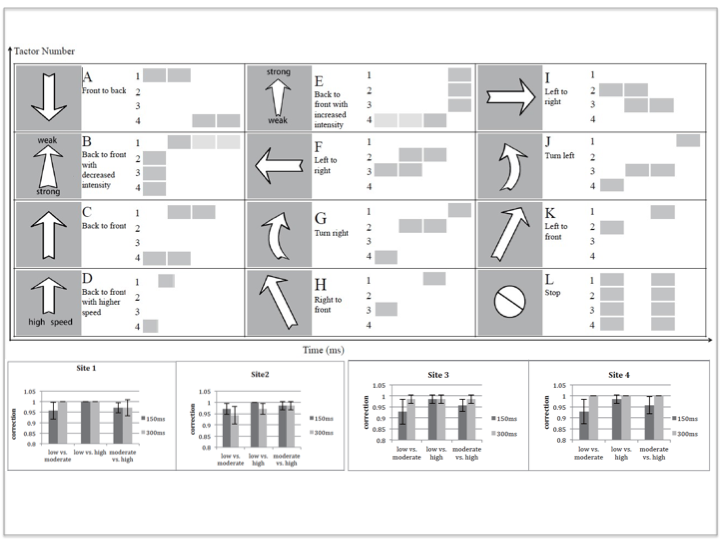 Tactor Number
A
Front to back
1
2
3
4
strong
weak
E
Back to
front with
increased
intensity
1
2
3
4
I
Left to
right
1
2
3
4
weak
strong
B
Back to front
with
decreased
intensity
1
2
3
4
F
Left to
right
1
2
3
4
J
Turn left
1
2
3
4
C
Back to front
1
2
3
4
G
Turn right
1
2
3
4
K
Left to
front
1
2
3
4
high speed
D
Back to front
with higher
speed
1
2
3
4
H
Right to
front
1
2
3
4
L
Stop
1
2
3
4
Time (ms)
Site 1
correction
1.05
1
0.95
0.9
0.85
0.8
low vs.
moderate
low vs. high
moderate
vs. high
150ms
300ms
Site2
correction
1.05
1
0.95
0.9
0.85
0.8
low vs.
moderate
low vs.
high
moderate
vs. high
150ms
300ms
Site 3
correction
1.05
1
0.95
0.9
0.85
0.8
low vs.
moderate
low vs.
high
moderate
vs. high
150ms
300ms
Site 4
correction
1.05
1
0.95
0.9
0.85
0.8
low vs.
moderate
low vs.
high
moderate
vs. high
150ms
300ms